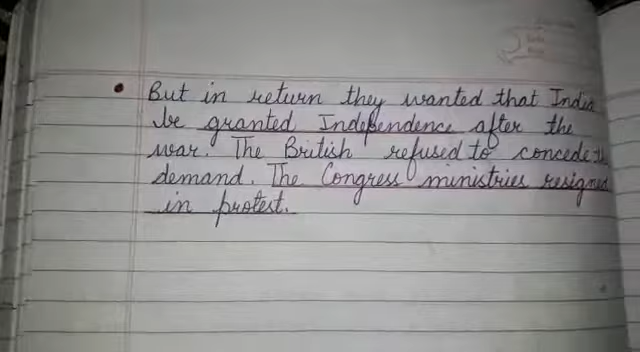 • But in return they wanted that India
be granted Independence after the
war. The British refused to concede
demand. The Congress ministries resigned
in protest.